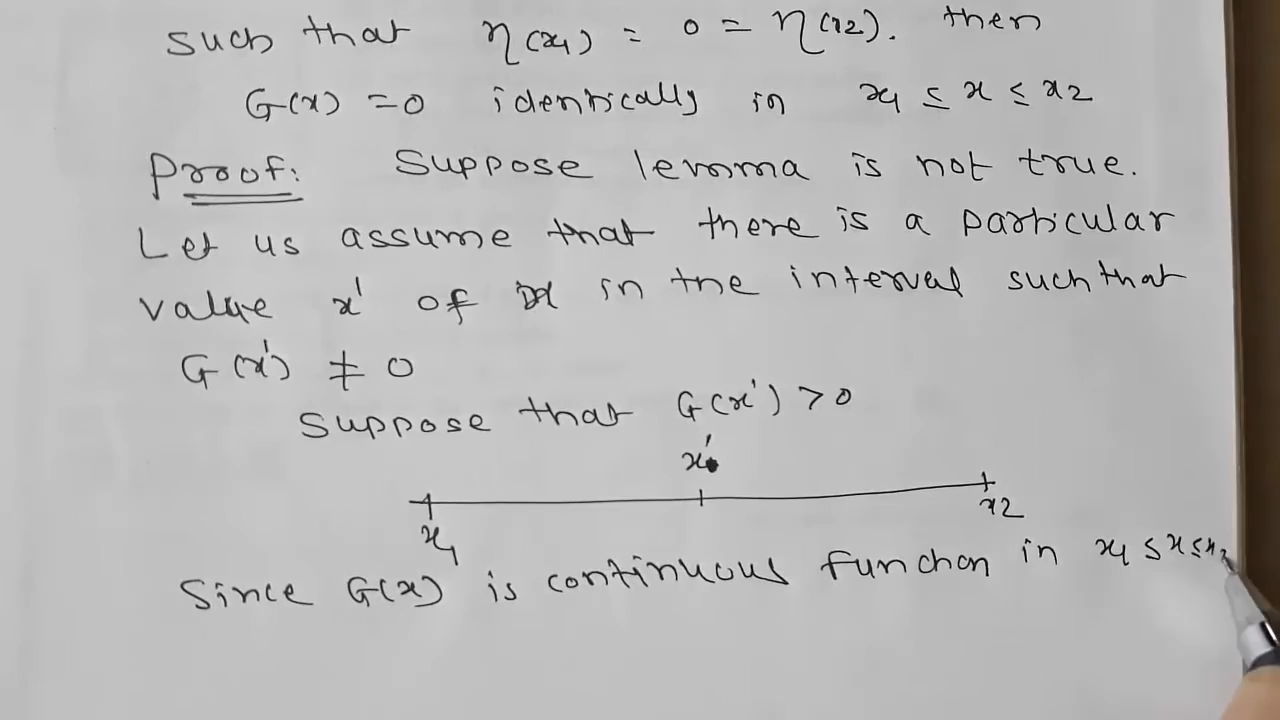 such that η(x1) = 0 = η(x2). then
G(x) = 0 identically in x1 ≤ x ≤ x2
Proof: Suppose lemma is not true.
Let us assume that there is a particular
value x' of x in the interval such that
G(x') ≠ 0
Suppose that G(x') > 0
x'
x1 x2
Since G(x) is continuous function in x1 ≤ x ≤ x2